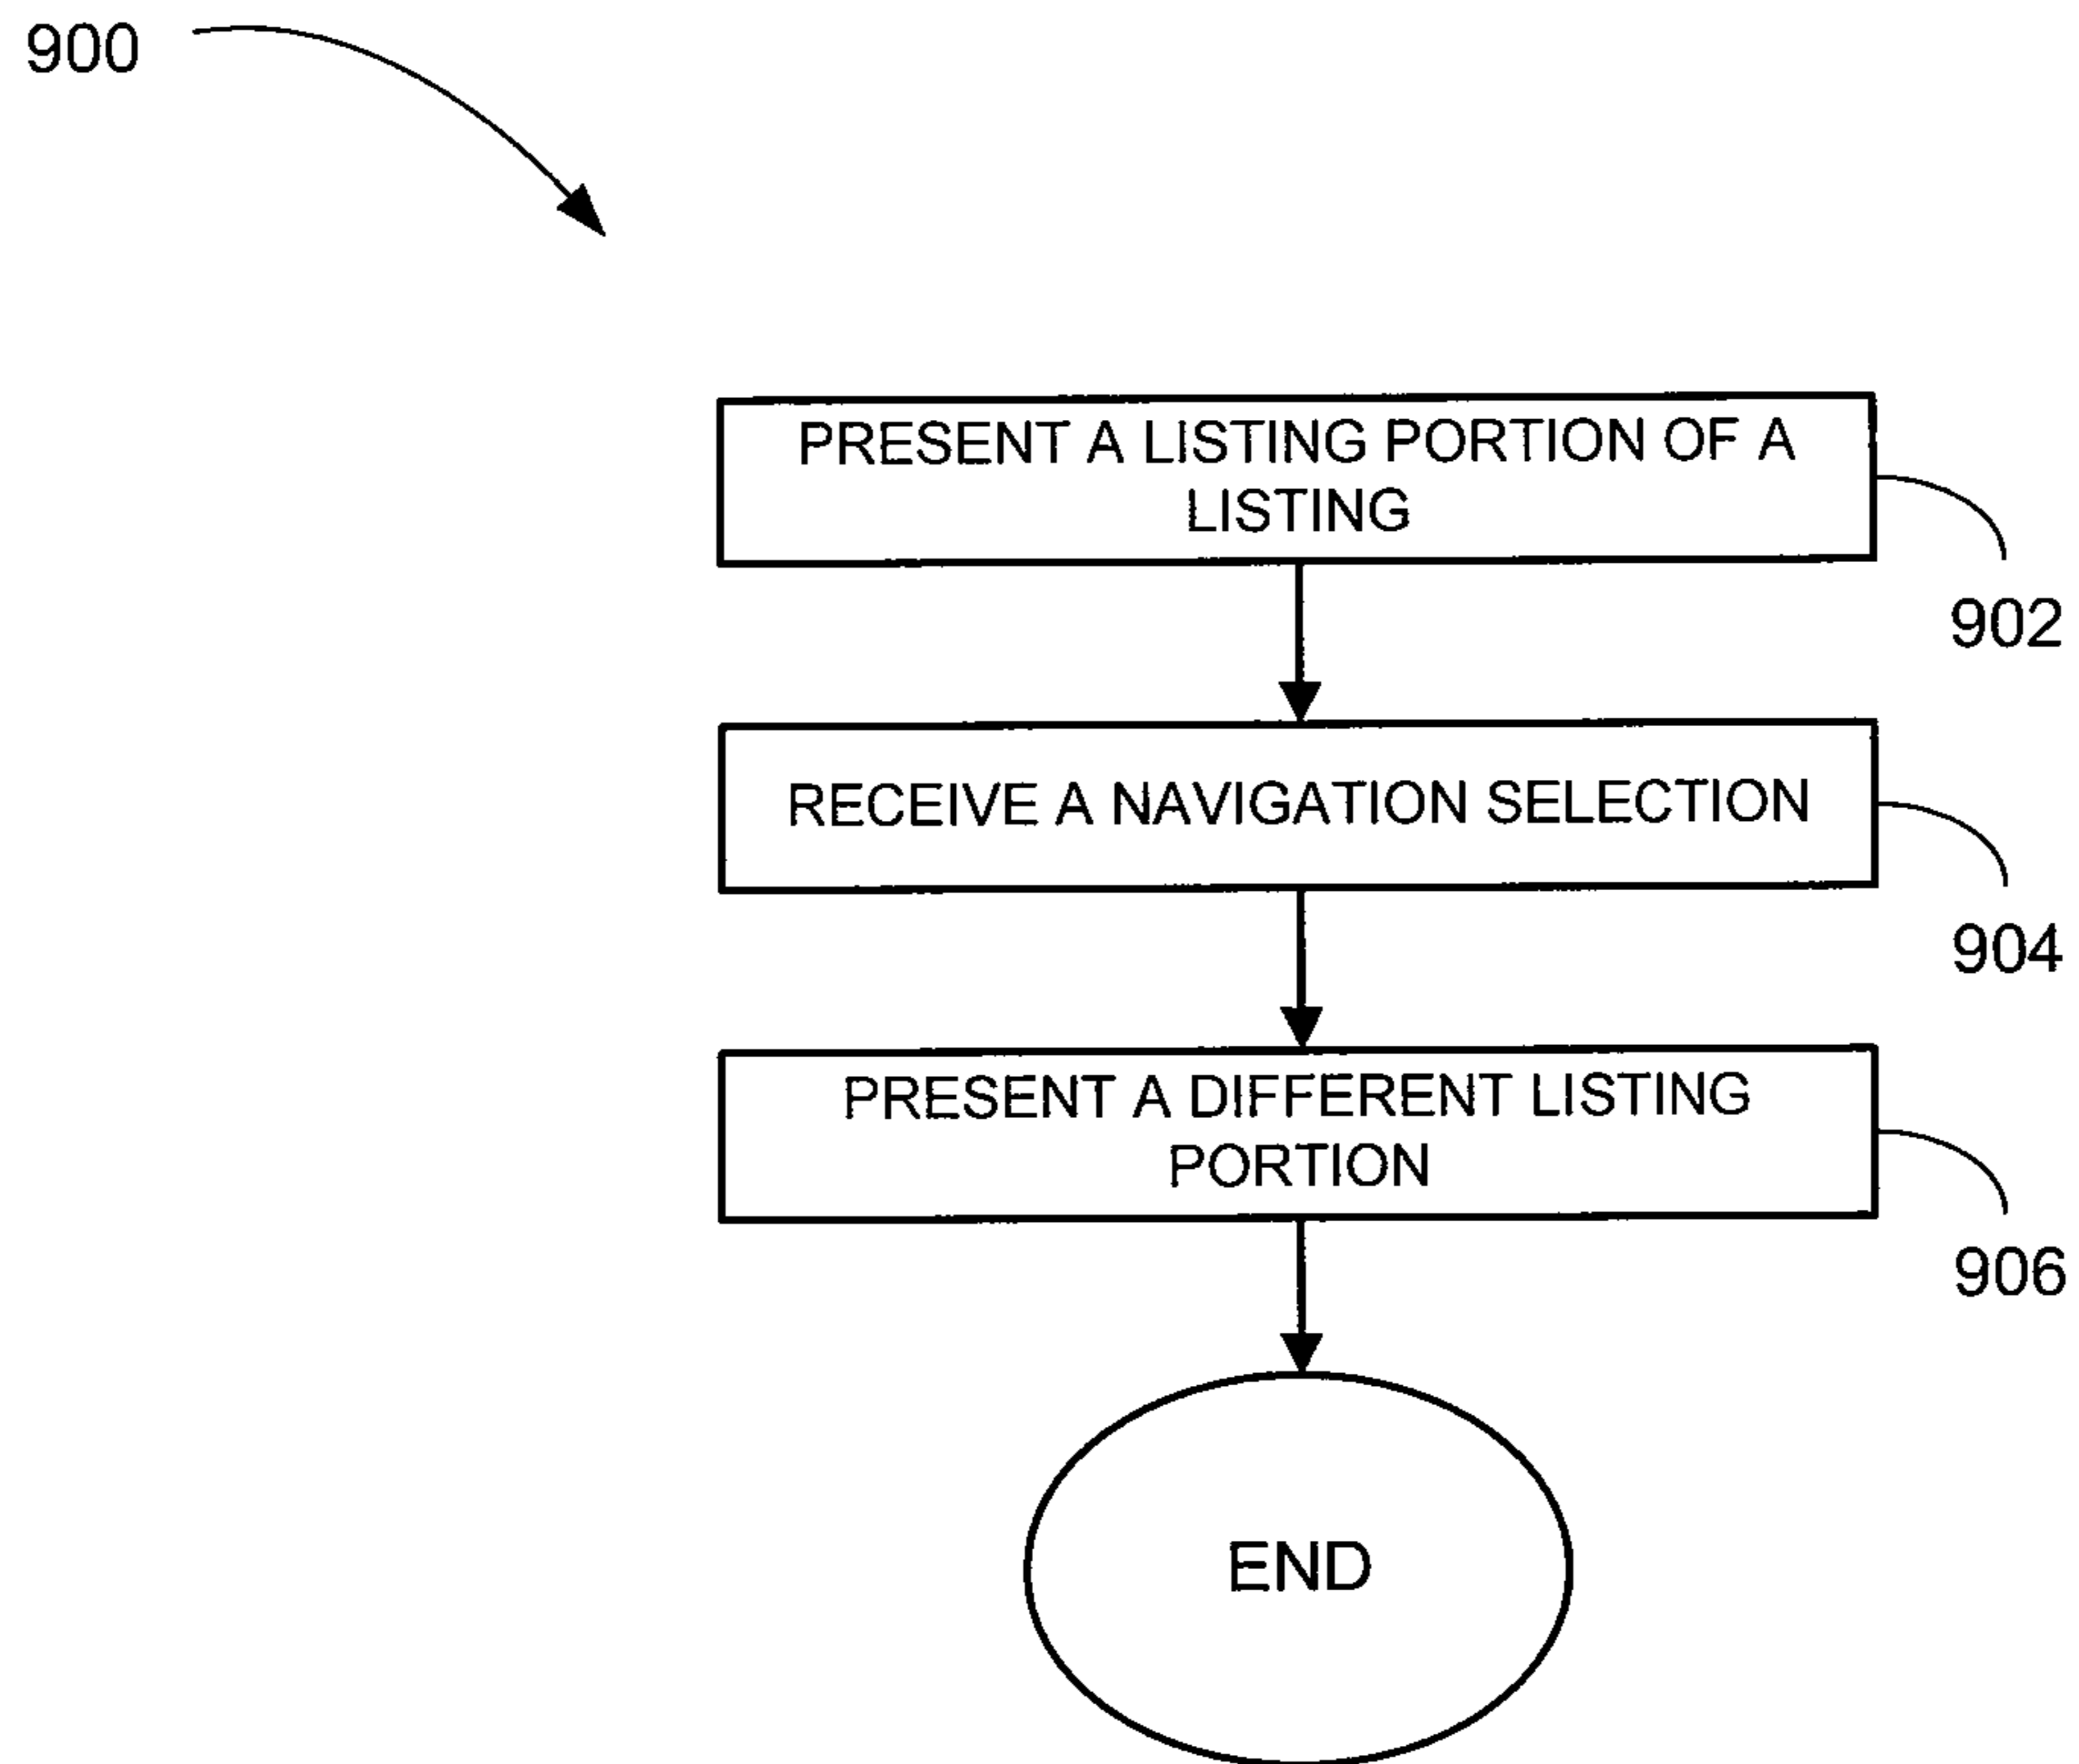 900
PRESENT A LISTING PORTION OF A
LISTING
902
RECEIVE A NAVIGATION SELECTION
904
PRESENT A DIFFERENT LISTING
PORTION
906
END